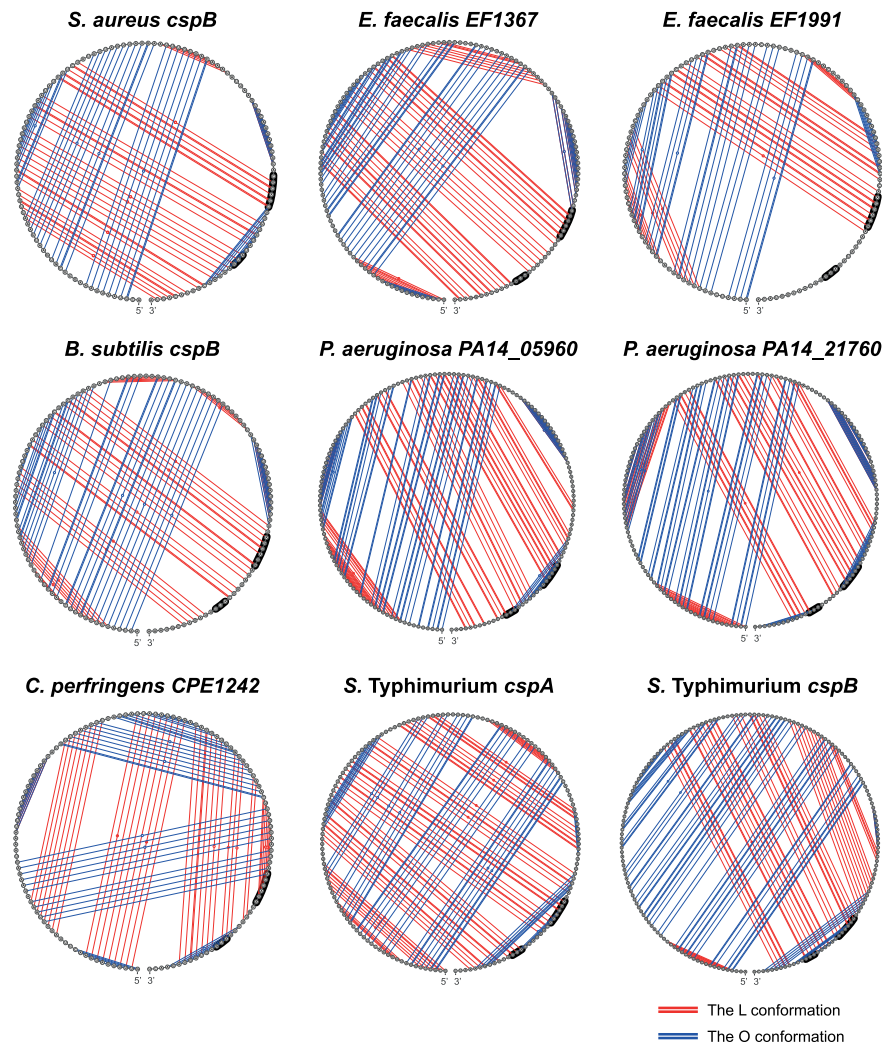 S. aureus cspB
E. faecalis EF1367
E. faecalis EF1991
5' 3'
5' 3'
5' 3'
B. subtilis cspB
P. aeruginosa PA14_05960
P. aeruginosa PA14_21760
5' 3'
5' 3'
5' 3'
C. perfringens CPE1242
S. Typhimurium cspA
S. Typhimurium cspB
5' 3'
5' 3'
5' 3'
The L conformation
The O conformation